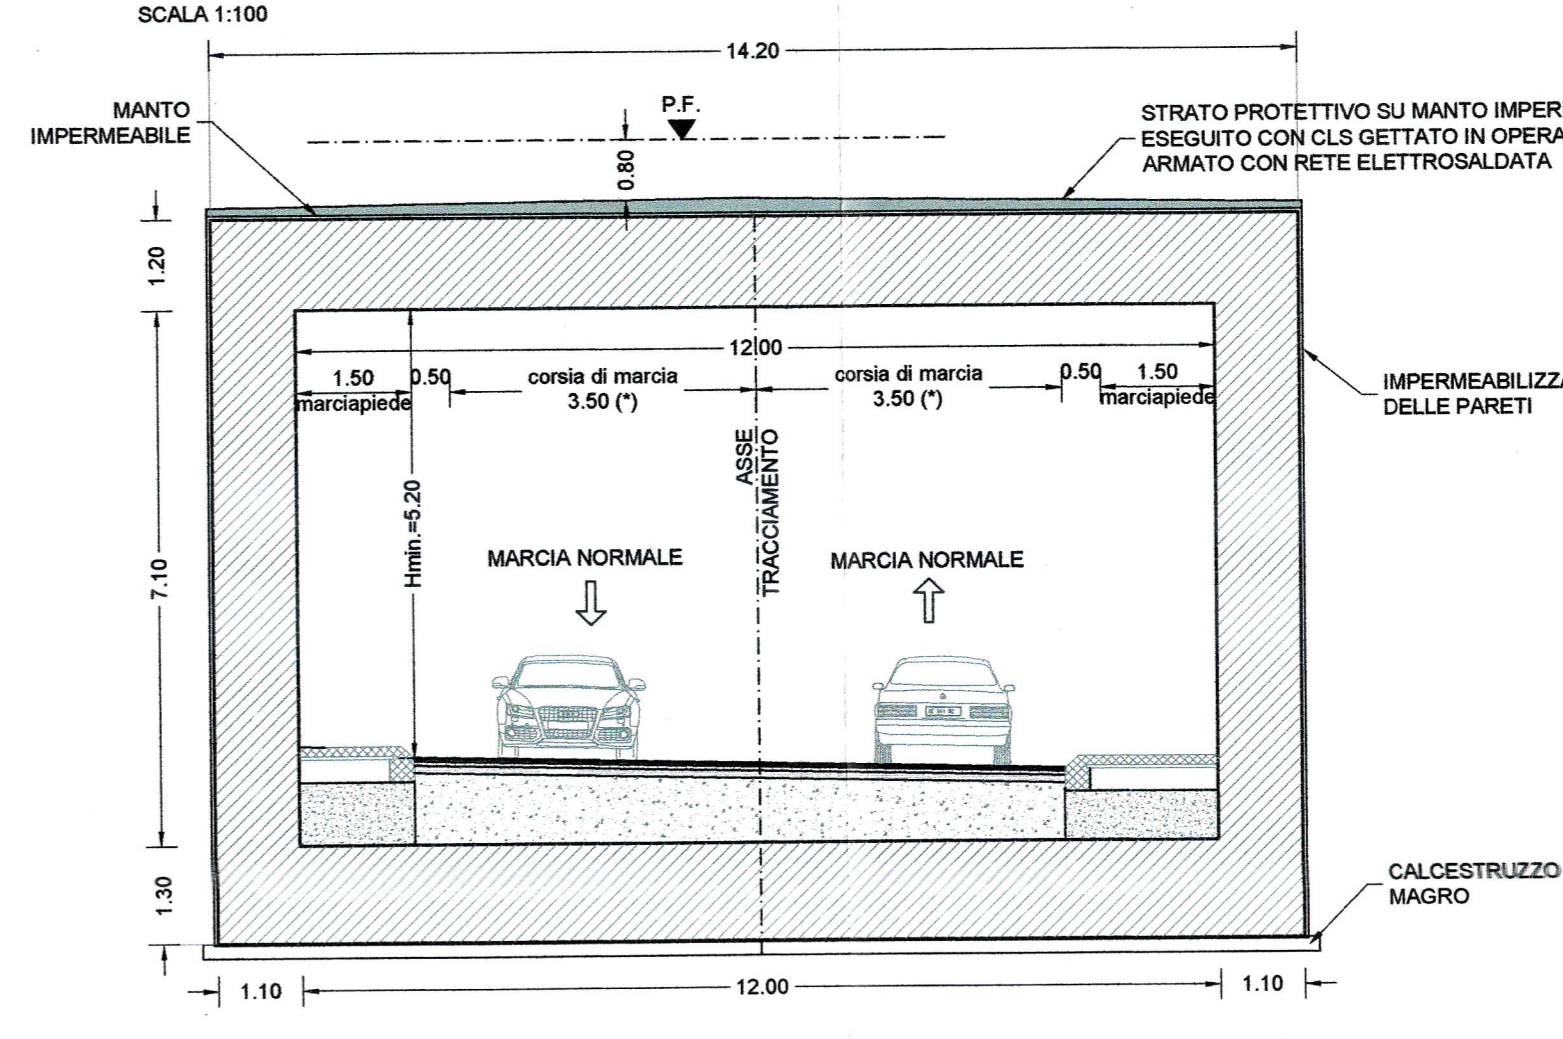 SCALA 1:100
14.20
MANTO
IMPERMEABILE
P.F.
0.80
STRATO PROTETTIVO SU MANTO IMPER
ESEGUITO CON CLS GETTATO IN OPERA
ARMATO CON RETE ELETTROSALDATA
1.20
12.00
1.50
marciapiede
0.50
corsia di marcia
3.50 (*)
corsia di marcia
3.50 (*)
0.50
1.50
marciapiede
IMPERMEABILIZZA
DELLE PARETI
ASSE
TRACCIAMENTO
Hmin.=5.20
7.10
MARCIA NORMALE
MARCIA NORMALE
1.30
CALCESTRUZZO
MAGRO
1.10
12.00
1.10